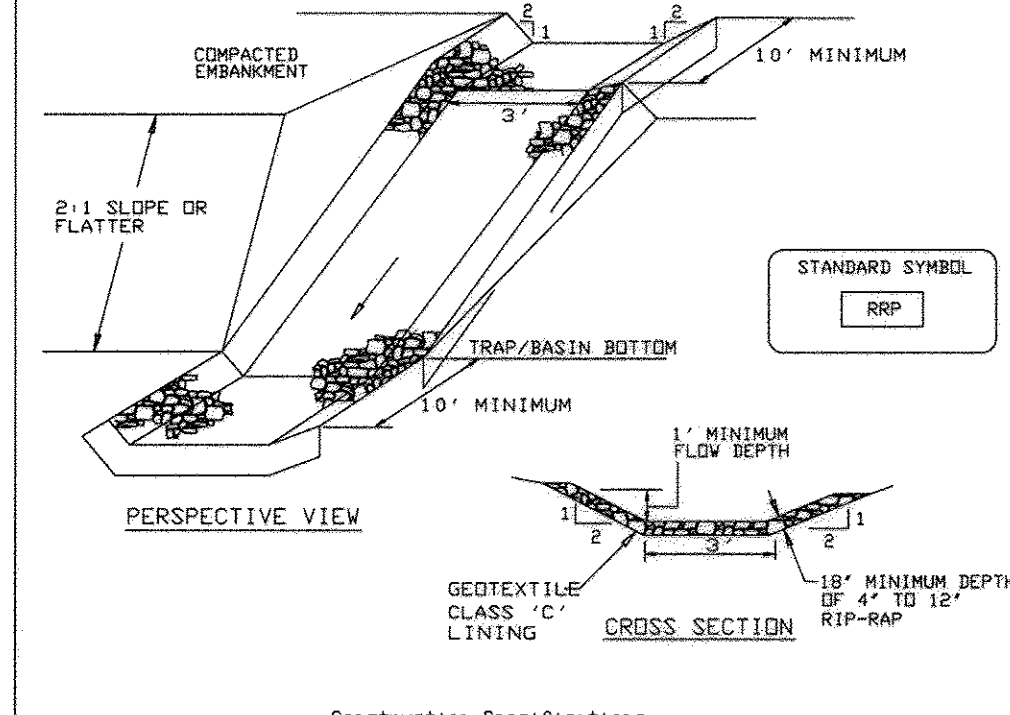 2
1
2
1
COMPACTED
EMBANKMENT
10' MINIMUM
3'
2:1 SLOPE OR
FLATTER
STANDARD SYMBOL
RRP
TRAP/BASIN BOTTOM
10' MINIMUM
1' MINIMUM
FLOW DEPTH
PERSPECTIVE VIEW
1
2
3'
1
2
GEOTEXTILE
CLASS 'C'
LINING
18" MINIMUM DEPTH
OF 4" TO 12"
RIP-RAP
CROSS SECTION